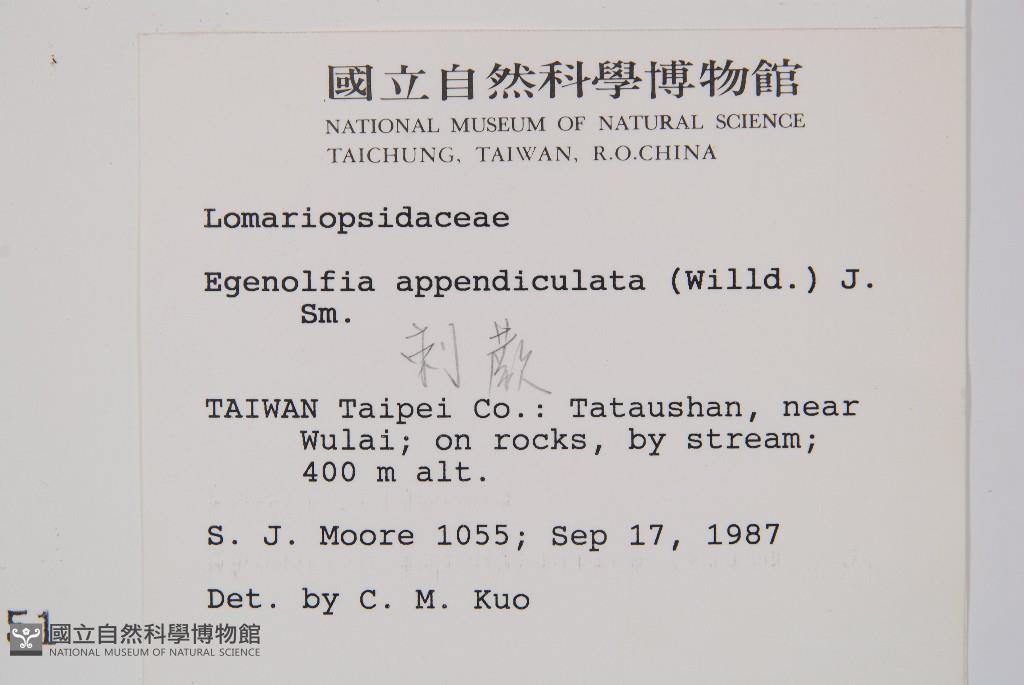 國立自然科學博物館
NATIONAL MUSEUM OF NATURAL SCIENCE
TAICHUNG, TAIWAN, R.O.CHINA
Lomariopsidaceae
Egenolfia appendiculata (Willd.) J.
Sm.
刺蕨
TAIWAN Taipei Co.: Tataushan, near
Wulai; on rocks, by stream;
400 m alt.
S. J. Moore 1055; Sep 17, 1987
Det. by C. M. Kuo
51
國立自然科學博物館
NATIONAL MUSEUM OF NATURAL SCIENCE